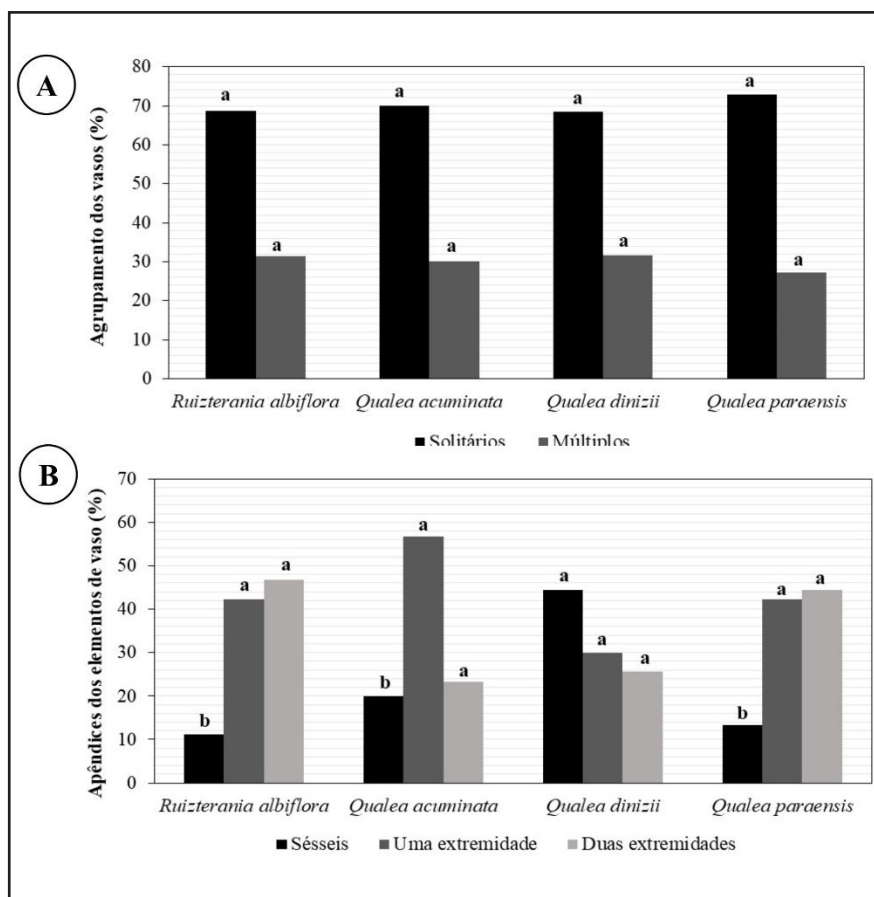 A
Agrupamento dos vasos (%)
80
70
60
50
40
30
20
10
0
a
a
a
a
a
a
a
a
Ruizterania albiflora
Qualea acuminata
Qualea dinizii
Qualea paraensis
Solitários
Múltiplos
B
Apêndices dos elementos de vaso (%)
70
60
50
40
30
20
10
0
b
a
a
b
a
a
a
a
a
b
a
a
Ruizterania albiflora
Qualea acuminata
Qualea dinizii
Qualea paraensis
Sésseis
Uma extremidade
Duas extremidades